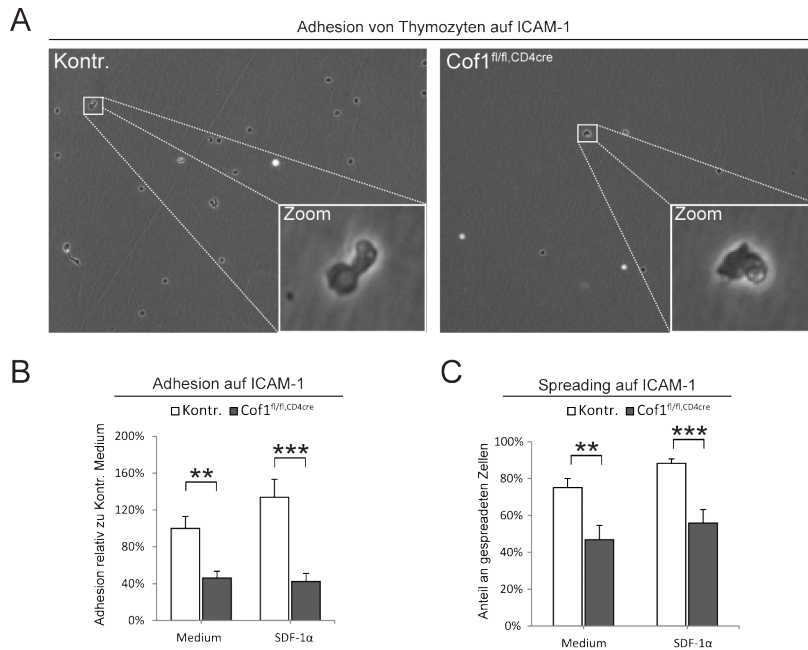 A
Adhesion von Thymozyten auf ICAM-1
Kontr.
Zoom
Cof1fl/fl,CD4cre
Zoom
B
Adhesion auf ICAM-1
Kontr. Cof1fl/fl,CD4cre
Adhesion relativ zu Kontr. Medium
200%
160%
120%
80%
40%
0%
** ***
Medium SDF-1α
C
Spreading auf ICAM-1
Kontr. Cof1fl/fl,CD4cre
Anteil an gespreadeten Zellen
100%
80%
60%
40%
20%
0%
** ***
Medium SDF-1α